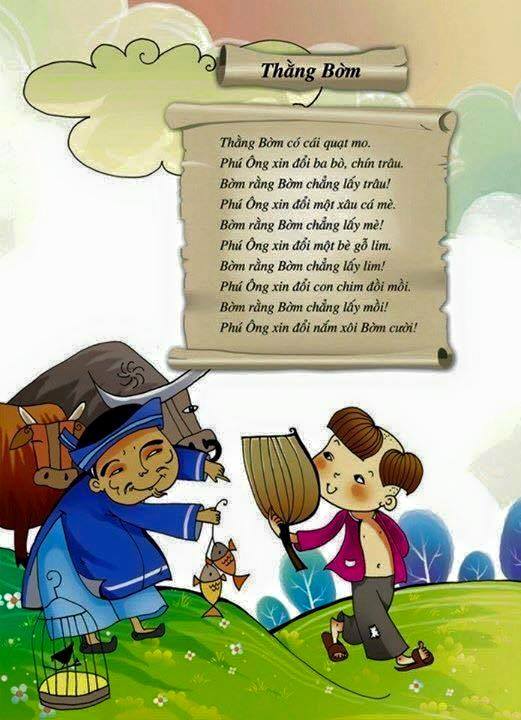 Thằng Bờm
Thằng Bờm có cái quạt mo.
Phú Ông xin đổi ba bò, chín trâu.
Bờm rằng Bờm chẳng lấy trâu!
Phú Ông xin đổi một xâu cá mè.
Bờm rằng Bờm chẳng lấy mè!
Phú Ông xin đổi một bè gỗ lim.
Bờm rằng Bờm chẳng lấy lim!
Phú Ông xin đổi con chim đồi mồi.
Bờm rằng Bờm chẳng lấy mồi!
Phú Ông xin đổi nắm xôi Bờm cười!